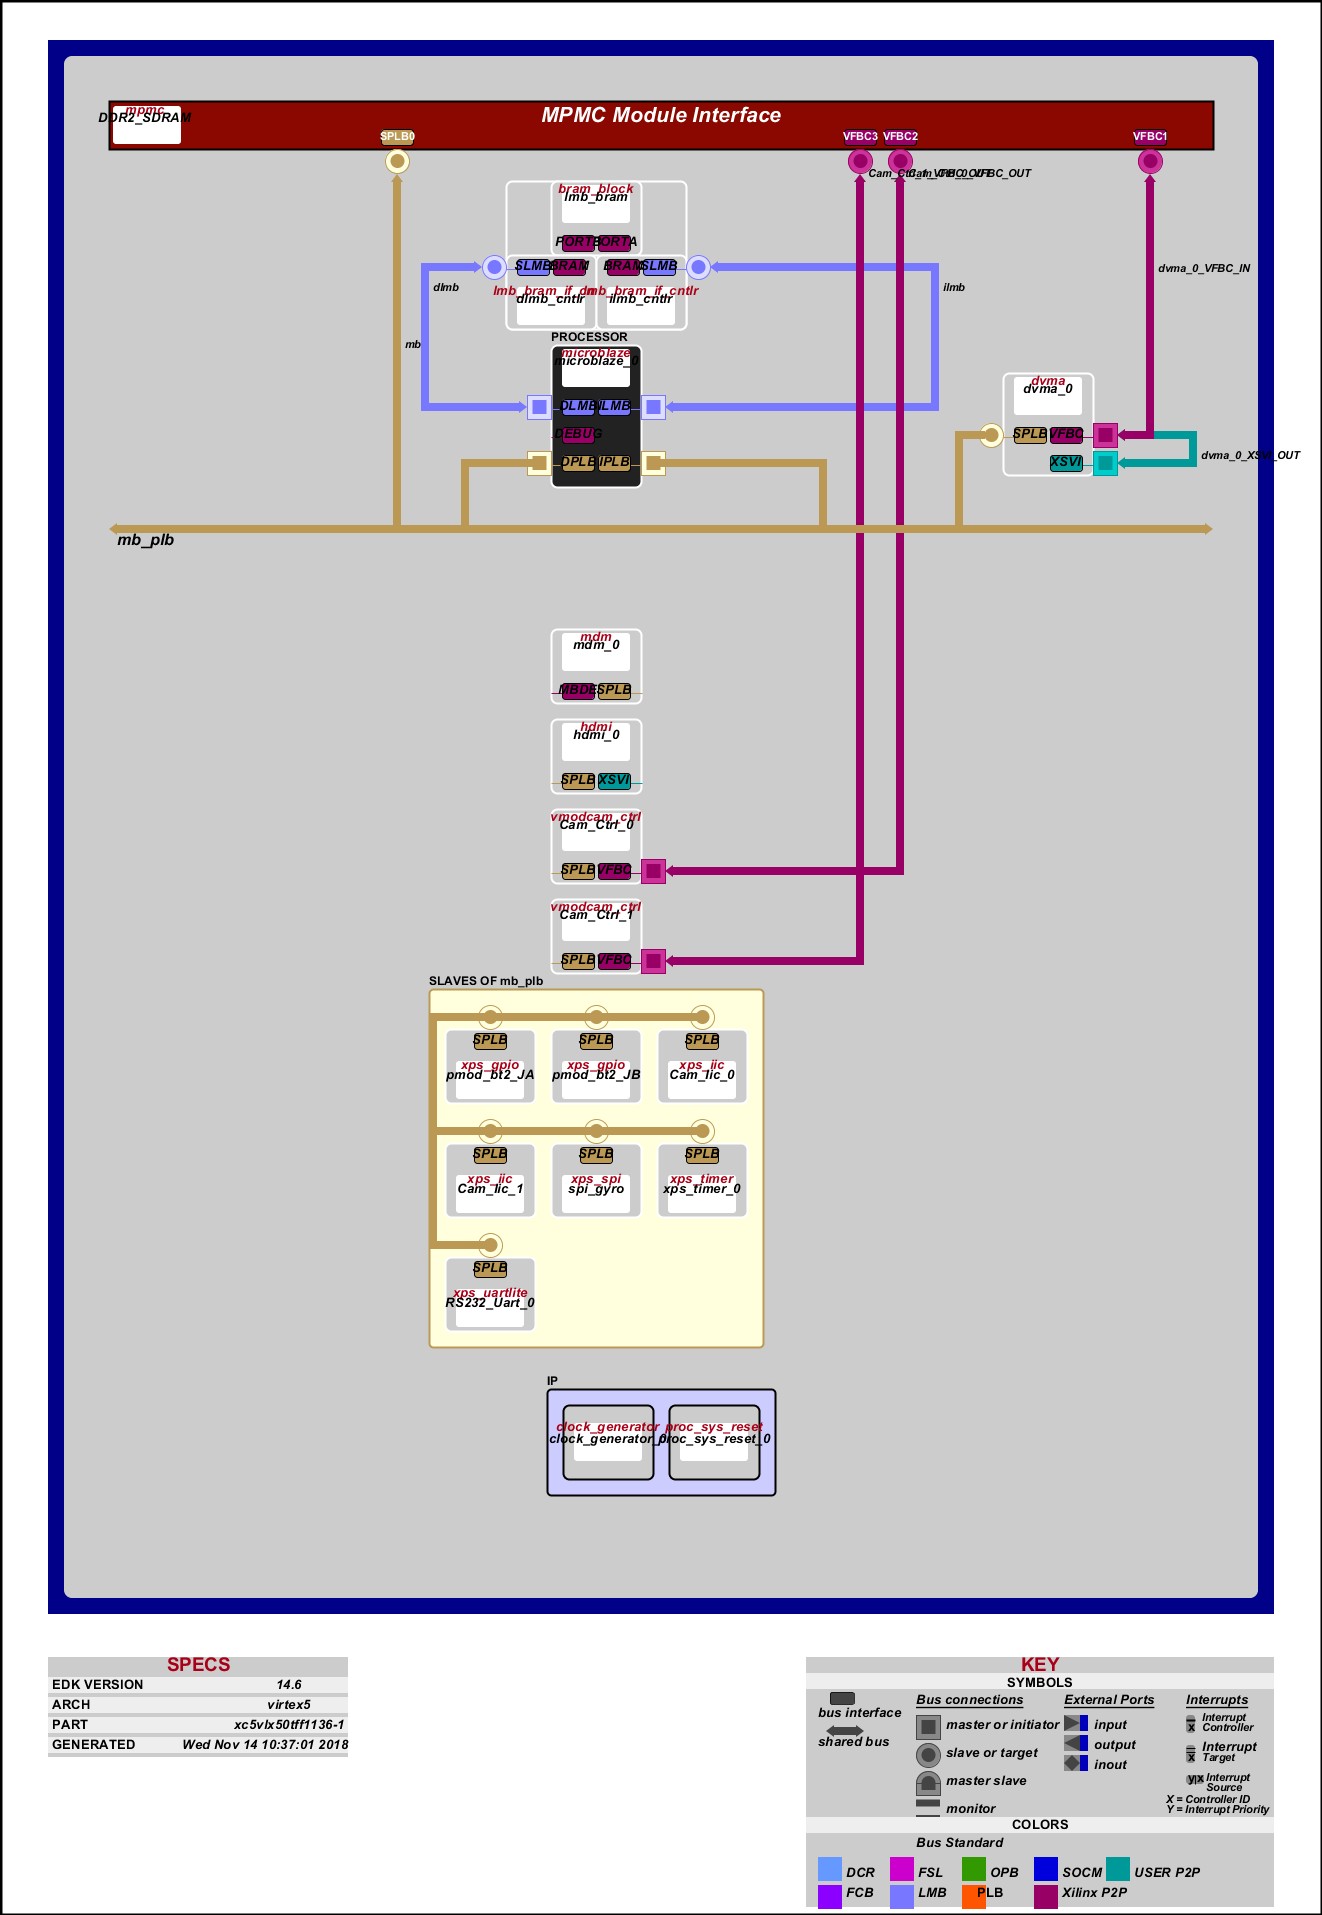 MPMC Module Interface
mpmc
DDR2_SDRAM
SPLB0
VFBC3
VFBC2
VFBC1
Cam_Ctrl_1_VFBC_OUT
Cam_Ctrl_0_VFBC_OUT
bram_block
lmb_bram
PORTB
PORTA
SLMB
BRAM
BRAM
SLMB
dvma_0_VFBC_IN
dlmb
lmb_bram_if_cntlr
lmb_bram_if_cntlr
ilmb
dlmb_cntlr
ilmb_cntlr
PROCESSOR
mb
microblaze
microblaze_0
dvma
dvma_0
DLMB
ILMB
DEBUG
SPLB
VFBC
DPLB
IPLB
XSVI
dvma_0_XSVI_OUT
mb_plb
mdm
mdm_0
MBDE
SPLB
hdmi
hdmi_0
SPLB
XSVI
vmodcam_ctrl
Cam_Ctrl_0
SPLB
VFBC
vmodcam_ctrl
Cam_Ctrl_1
SPLB
VFBC
SLAVES OF mb_plb
SPLB
SPLB
SPLB
xps_gpio
xps_gpio
xps_iic
pmod_bt2_JA
pmod_bt2_JB
Cam_Iic_0
SPLB
SPLB
SPLB
xps_iic
xps_spi
xps_timer
Cam_Iic_1
spi_gyro
xps_timer_0
SPLB
xps_uartlite
RS232_Uart_0
IP
clock_generator
proc_sys_reset
clock_generator_0
proc_sys_reset_0
SPECS
EDK VERSION 14.6
ARCH virtex5
PART xc5vlx50tff1136-1
GENERATED Wed Nov 14 10:37:01 2018
KEY
SYMBOLS
bus interface
shared bus
Bus connections
master or initiator
slave or target
master slave
monitor
External Ports
input
output
inout
Interrupts
x
Interrupt
Controller
x
Interrupt
Target
y x
Interrupt
Source
X = Controller ID
Y = Interrupt Priority
COLORS
Bus Standard
DCR
FSL
OPB
SOCM
USER P2P
FCB
LMB
PLB
Xilinx P2P